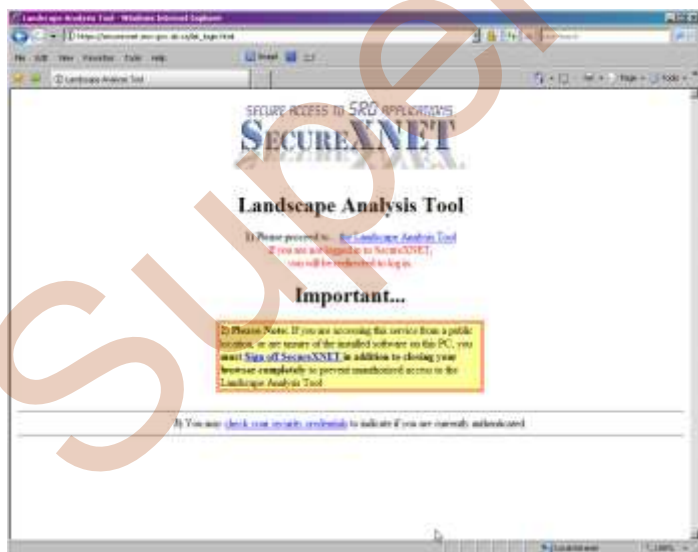 Landscape Analysis Tool - Windows Internet Explorer
Landscape Analysis Tool
SECURE ACCESS TO SRD APPLICATIONS
SECUREXNET
Landscape Analysis Tool
1) Please proceed to... the Landscape Analysis Tool
If you are not logged in to SecureXNET,
you will be redirected to log in.
Important...
2) Please Note: If you are accessing this service from a public
location, or are unsure of the installed software on this PC, you
must Sign off SecureXNET in addition to closing your
browser completely to prevent unauthorized access to the
Landscape Analysis Tool
3) You may check your security credentials to indicate if you are currently authenticated.
Super